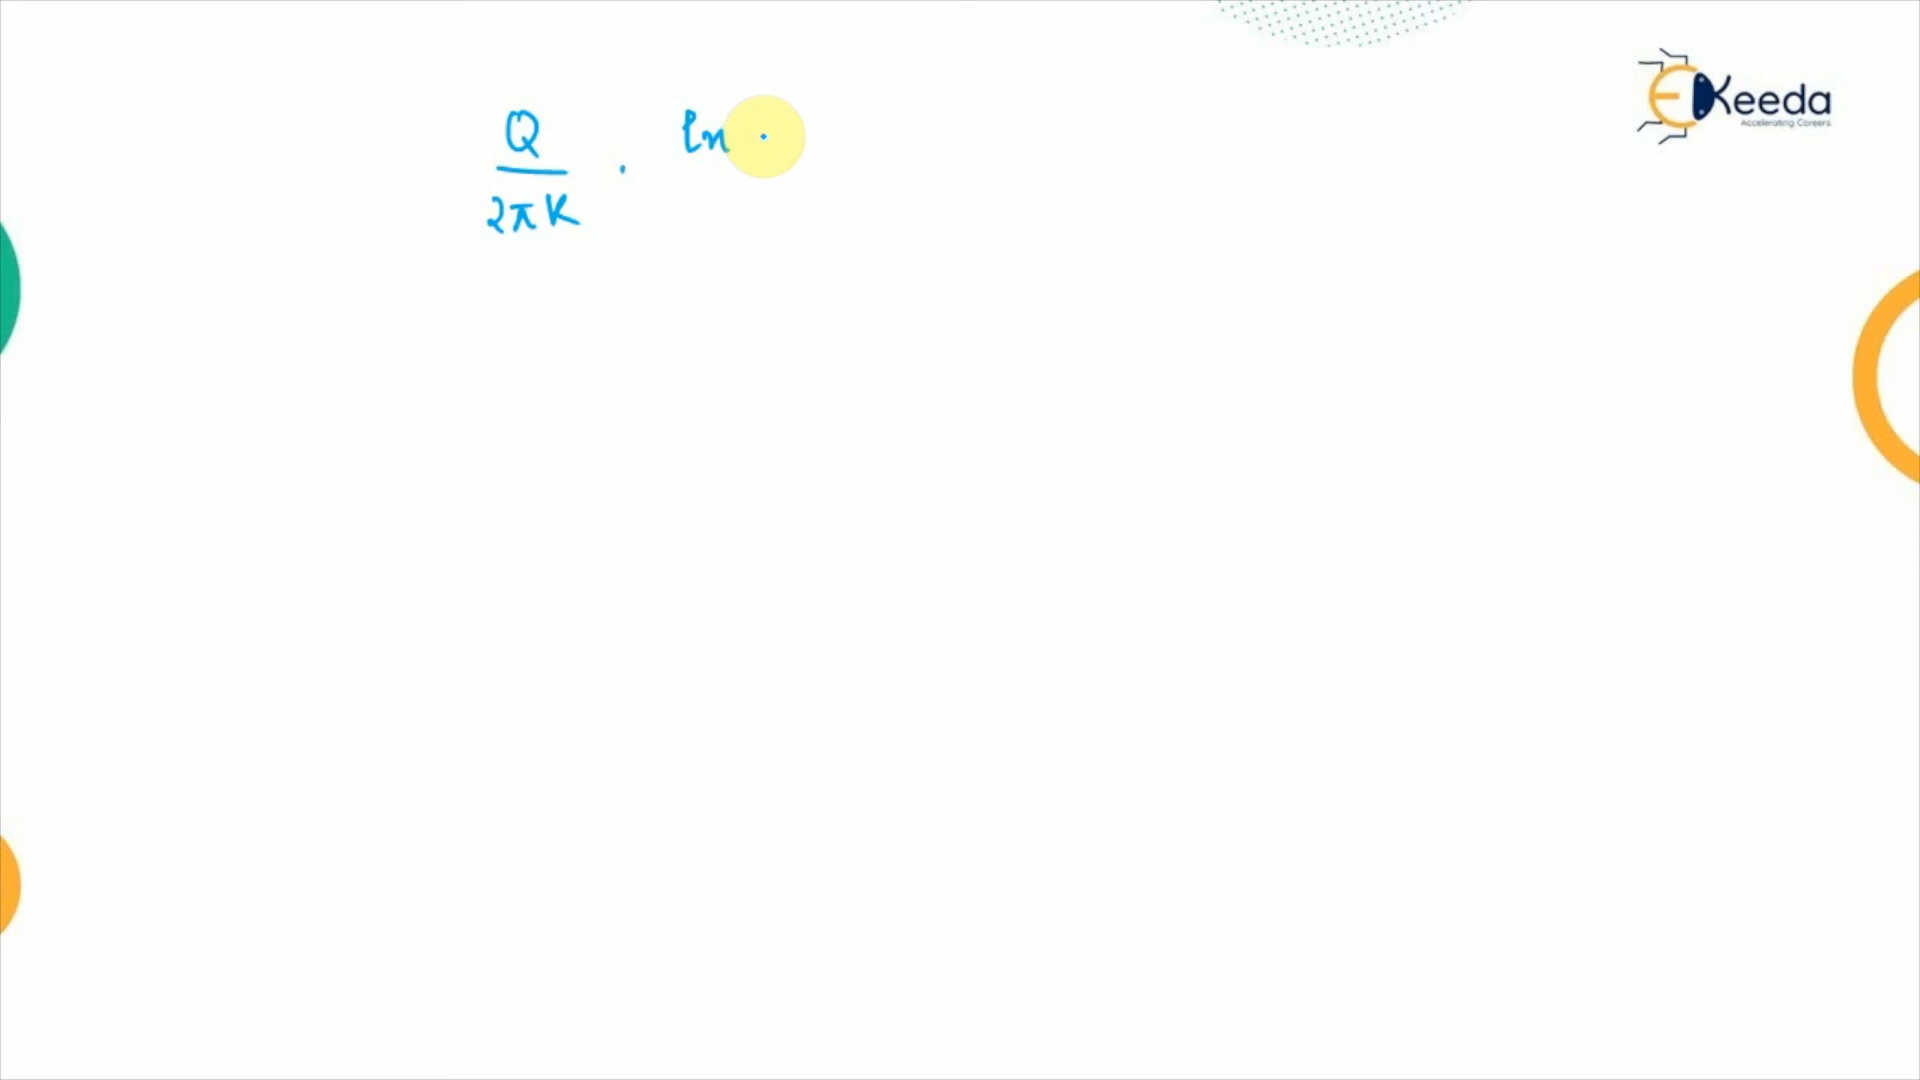 Q
――― . ln
2πK
EKeeda
Accelerating Careers